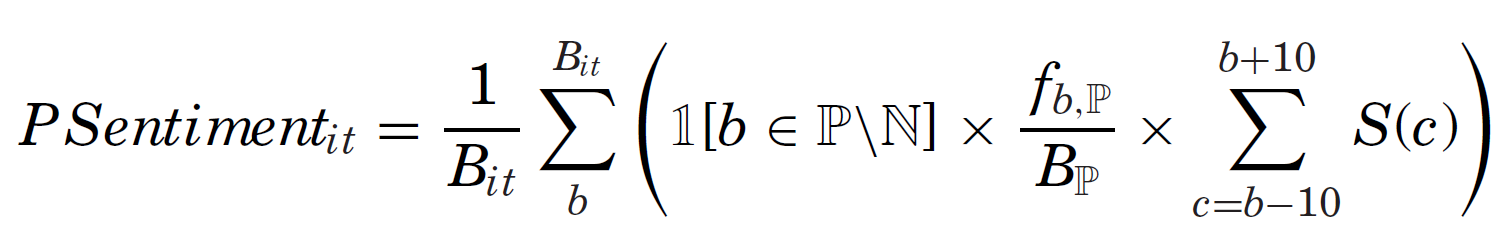 $PSentiment_{it} = \frac{1}{B_{it}} \sum_{b}^{B_{it}} \left( \mathbb{1}[b \in \mathbb{P} \backslash \mathbb{N}] \times \frac{f_{b,\mathbb{P}}}{B_{\mathbb{P}}} \times \sum_{c=b-10}^{b+10} S(c) \right)$